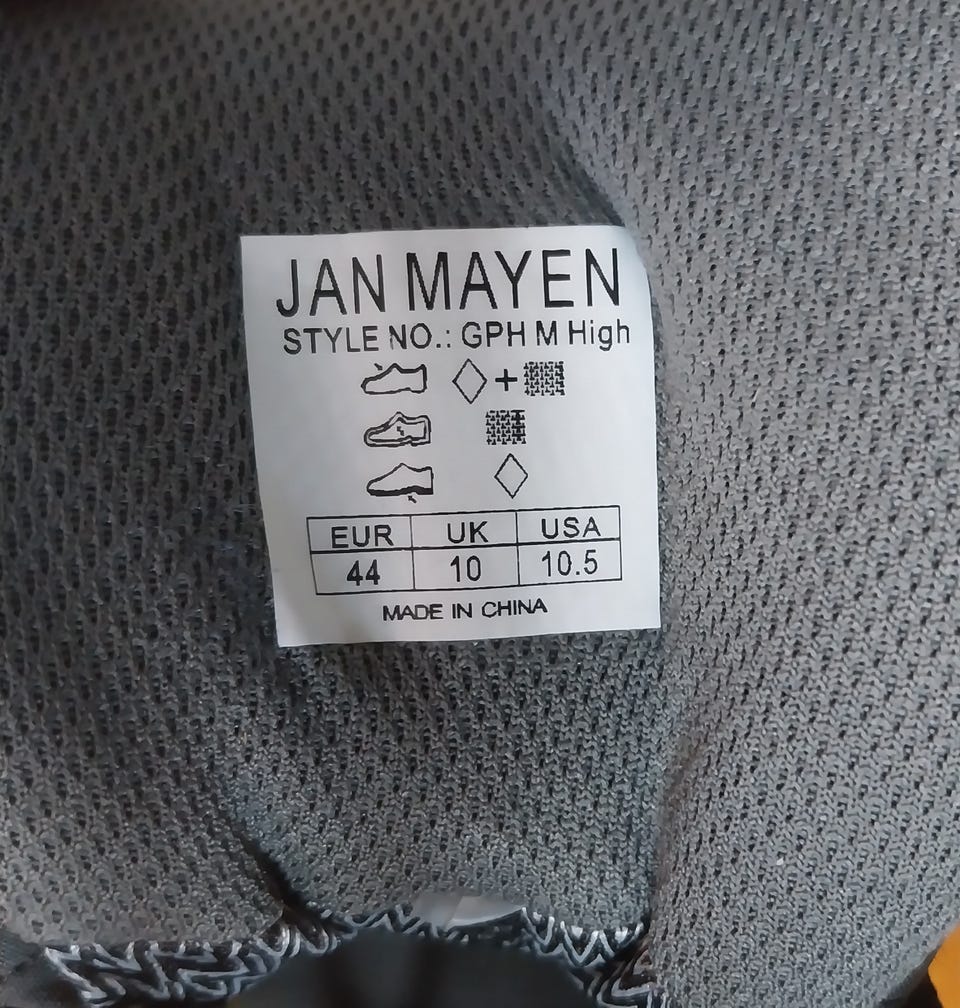 JAN MAYEN
STYLE NO.: GPH M High
EUR UK USA
44 10 10.5
MADE IN CHINA